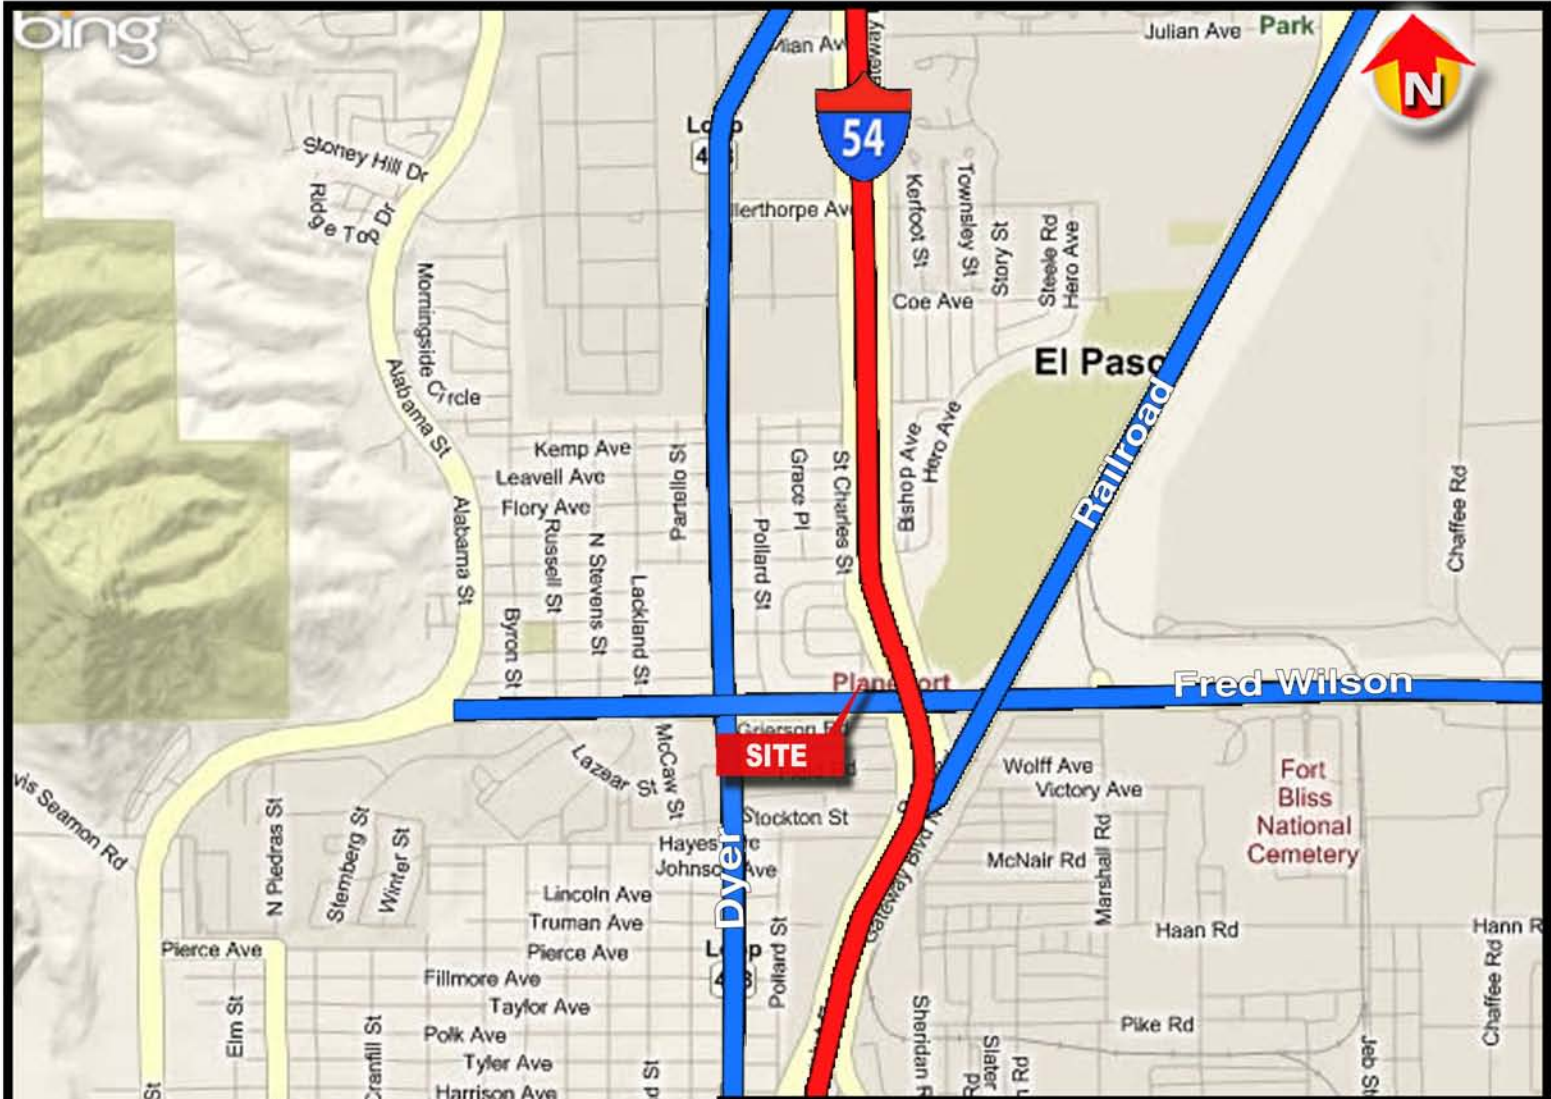 bing
Julian Ave
Park
N
54
Stoney Hill Dr
Ridge Top Dr
Kerfoot St
Townsley St
Story St
Steele Rd
Hero Ave
Coe Ave
Morningside Circle
El Paso
Alabama St
Railroad
Kemp Ave
Leavell Ave
Flory Ave
Partello St
Grace Pl
St Charles St
Bishop Ave
Hero Ave
Chaffee Rd
Alabama St
Russell St
N Stevens St
Lackland St
Pollard St
Byron St
Fred Wilson
Grierson
SITE
McCaw St
Lazear St
Wolff Ave
Victory Ave
Fort
Bliss
National
Cemetery
Seamon Rd
N Piedras St
Sternberg St
Winter St
Stockton St
Hayes
Ave
Dyer
McNair Rd
Marshall Rd
Gateway Blvd N
Lincoln Ave
Truman Ave
Pierce Ave
Pierce Ave
Haan Rd
Hann R
Pollard St
Fillmore Ave
Taylor Ave
Polk Ave
Tyler Ave
Harrison Ave
Elm St
Sheridan R
Slater Rd
Rd
Pike Rd
Jeb St
Chaffee Rd
St
St